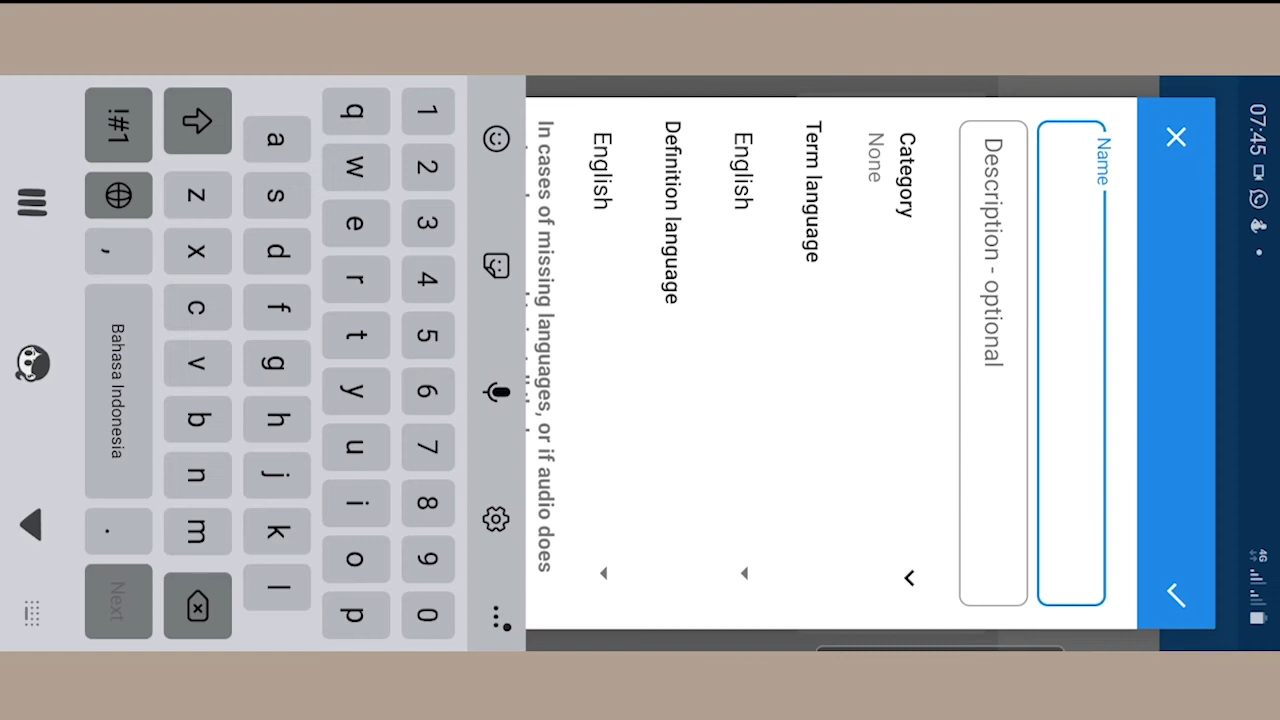 07:45
4G
Name
Description - optional
Category
None
Term language
English
Definition language
English
In cases of missing languages, or if audio does
1 2 3 4 5 6 7 8 9 0
q w e r t y u i o p
a s d f g h j k l
z x c v b n m
!#1 , Bahasa Indonesia . Next